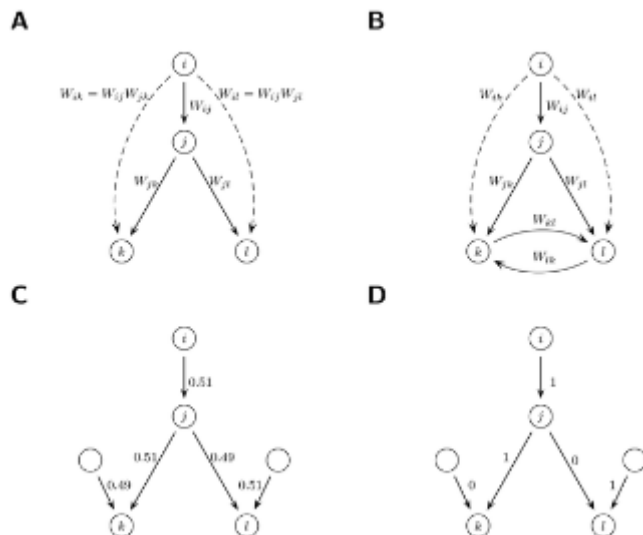 A
B
i
i
W_{ik} = W_{ij}W_{jk}
W_{il} = W_{ij}W_{jl}
W_{ij}
W_{ik}
W_{il}
W_{ij}
j
j
W_{jk}
W_{jl}
W_{jk}
W_{jl}
W_{kl}
k
l
k
l
W_{lk}
C
D
i
i
0.51
1
j
j
0.51
0.49
1
0
0.49
0.51
0
1
k
l
k
l